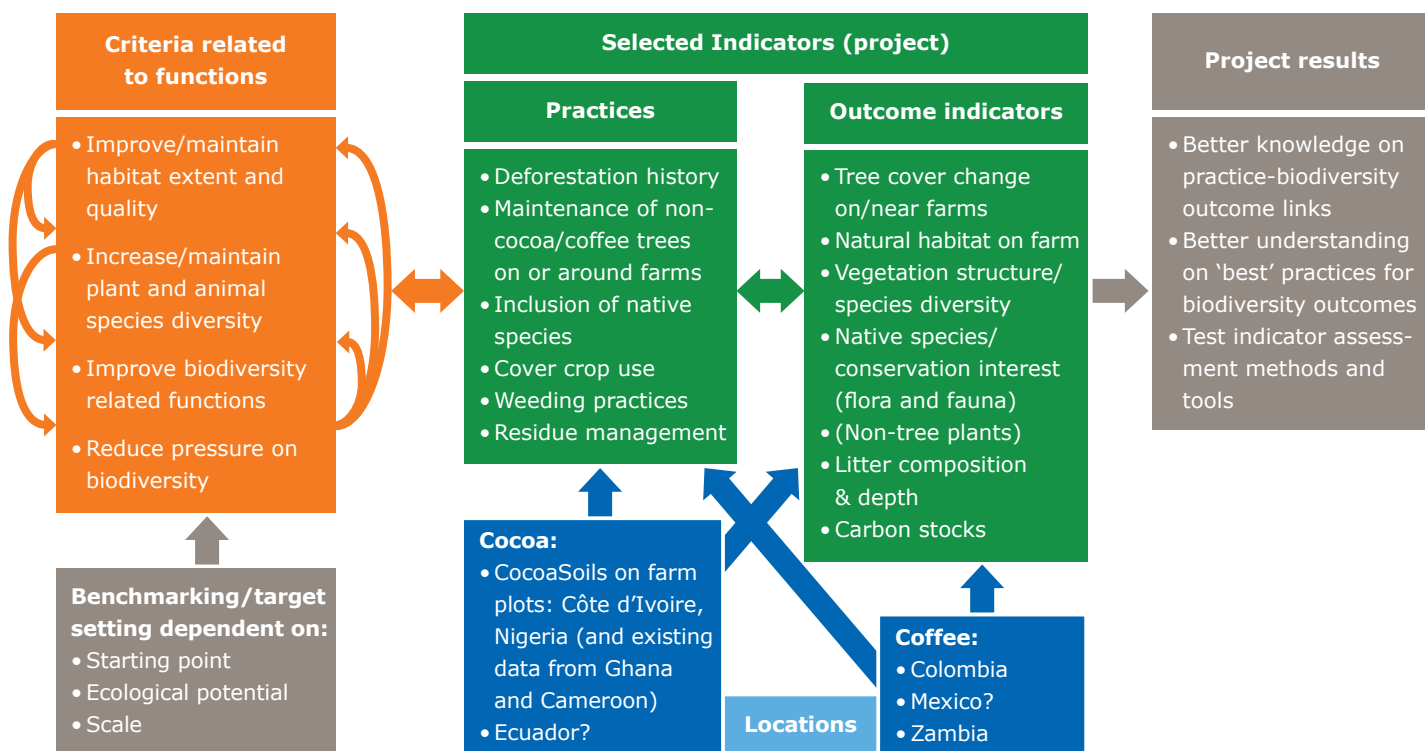 Criteria related
to functions
• Improve/maintain
habitat extent and
quality
• Increase/maintain
plant and animal
species diversity
• Improve biodiversity
related functions
• Reduce pressure on
biodiversity
Benchmarking/target
setting dependent on:
• Starting point
• Ecological potential
• Scale
Selected Indicators (project)
Practices
• Deforestation history
• Maintenance of non-
cocoa/coffee trees
on or around farms
• Inclusion of native
species
• Cover crop use
• Weeding practices
• Residue management
Outcome indicators
• Tree cover change
on/near farms
• Natural habitat on farm
• Vegetation structure/
species diversity
• Native species/
conservation interest
(flora and fauna)
• (Non-tree plants)
• Litter composition
& depth
• Carbon stocks
Cocoa:
• CocoaSoils on farm
plots: Côte d’Ivoire,
Nigeria (and existing
data from Ghana
and Cameroon)
• Ecuador?
Locations
Coffee:
• Colombia
• Mexico?
• Zambia
Project results
• Better knowledge on
practice-biodiversity
outcome links
• Better understanding
on ‘best’ practices for
biodiversity outcomes
• Test indicator assess-
ment methods and
tools